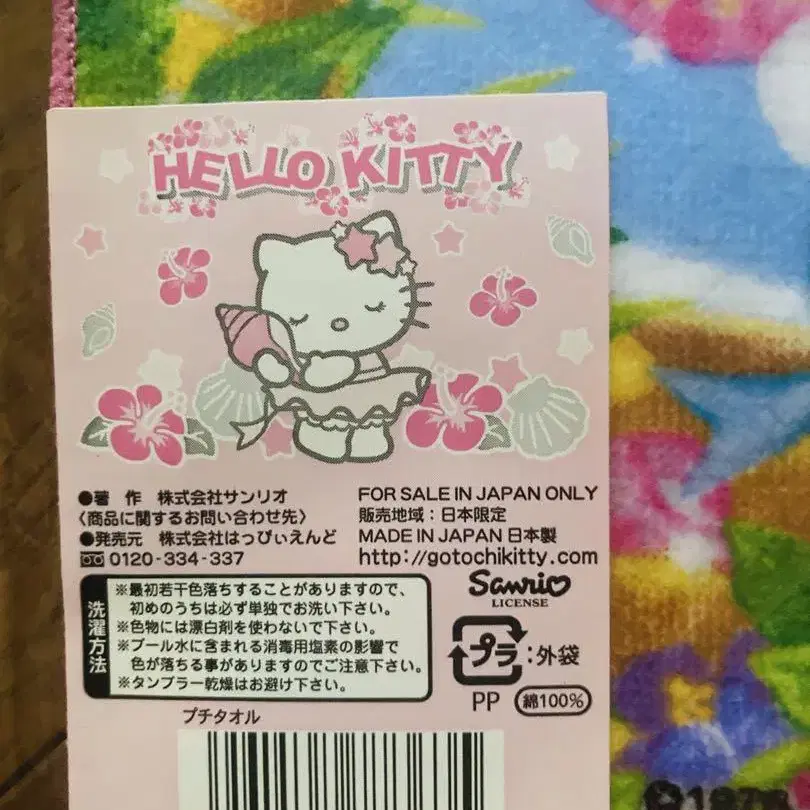 HELLO KITTY
●著 作 株式会社サンリオ
〈商品に関するお問い合わせ先〉
●発売元 株式会社はっぴぃえんど
0120-334-337
FOR SALE IN JAPAN ONLY
販売地域：日本限定
MADE IN JAPAN 日本製
http://gotochikitty.com
洗濯方法
※最初若干色落ちすることがありますので、
初めのうちは必ず単独でお洗い下さい。
※色物には漂白剤を使わないで下さい。
※プール水に含まれる消毒用塩素の影響で
色が落ちる事がありますのでご注意下さい。
※タンブラー乾燥はお避け下さい。
Sanrio
LICENSE
プラ：外袋
PP 綿100%
プチタオル